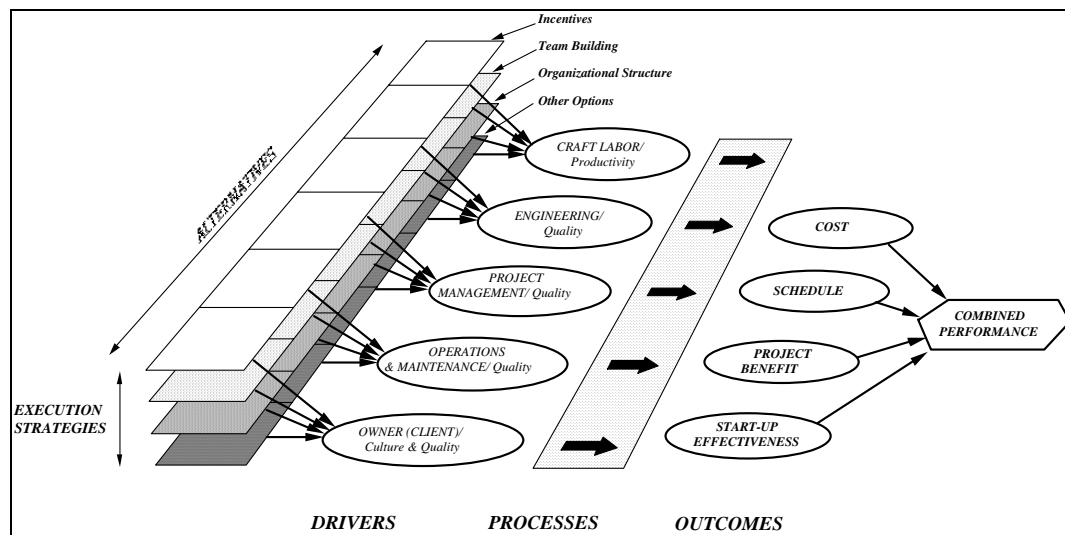 Incentives
Team Building
Organizational Structure
Other Options
ALTERNATIVES
CRAFT LABOR/
Productivity
ENGINEERING/
Quality
PROJECT
MANAGEMENT/ Quality
OPERATIONS
& MAINTENANCE/ Quality
OWNER (CLIENT)/
Culture & Quality
EXECUTION
STRATEGIES
COST
SCHEDULE
PROJECT
BENEFIT
START-UP
EFFECTIVENESS
COMBINED
PERFORMANCE
DRIVERS
PROCESSES
OUTCOMES